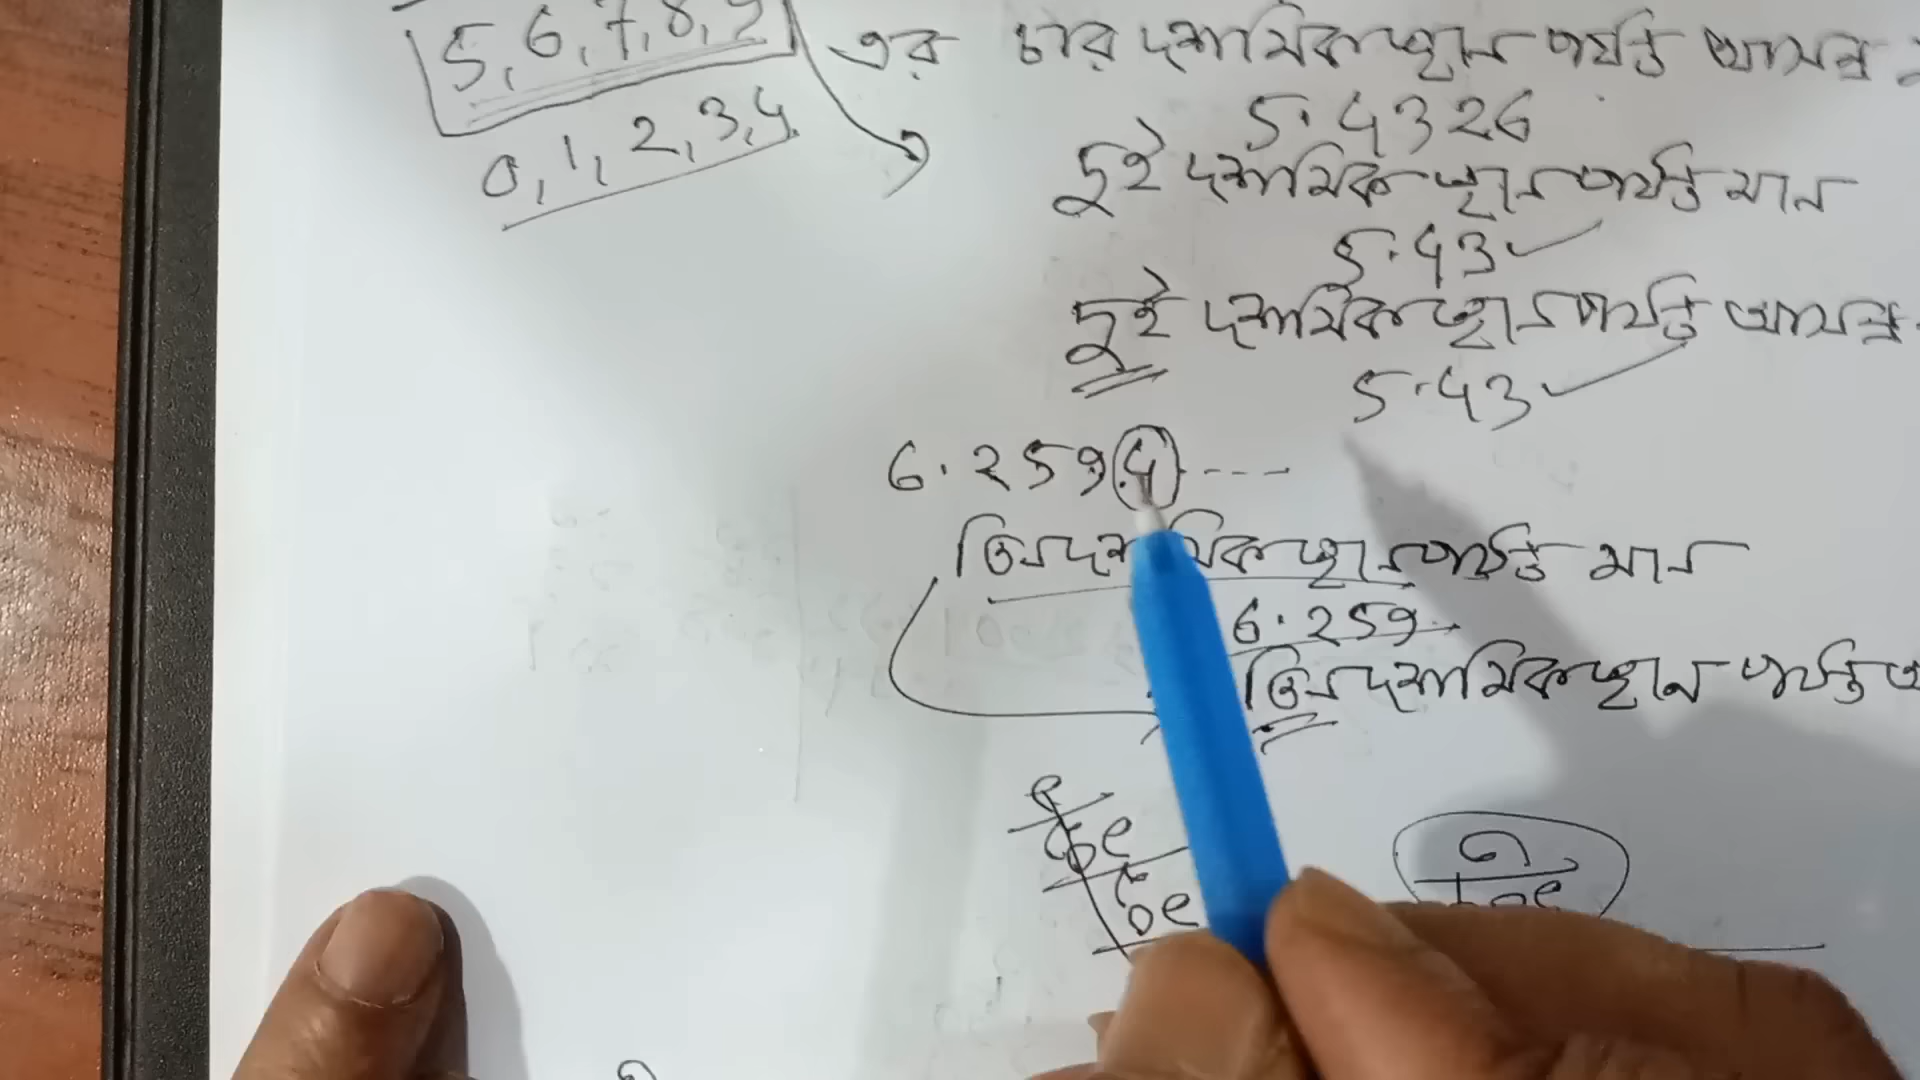 5, 6, 7, 8, 9
0, 1, 2, 3, 4
এর চার দশমিক স্থান পর্যন্ত আসন্ন
5.4326
দুই দশমিক স্থান পর্যন্ত মান
5.43
দুই দশমিক স্থান পর্যন্ত আসন্ন
5.43
6.2594----
তিন দশমিক স্থান পর্যন্ত মান
6.259
তিন দশমিক স্থান পর্যন্ত